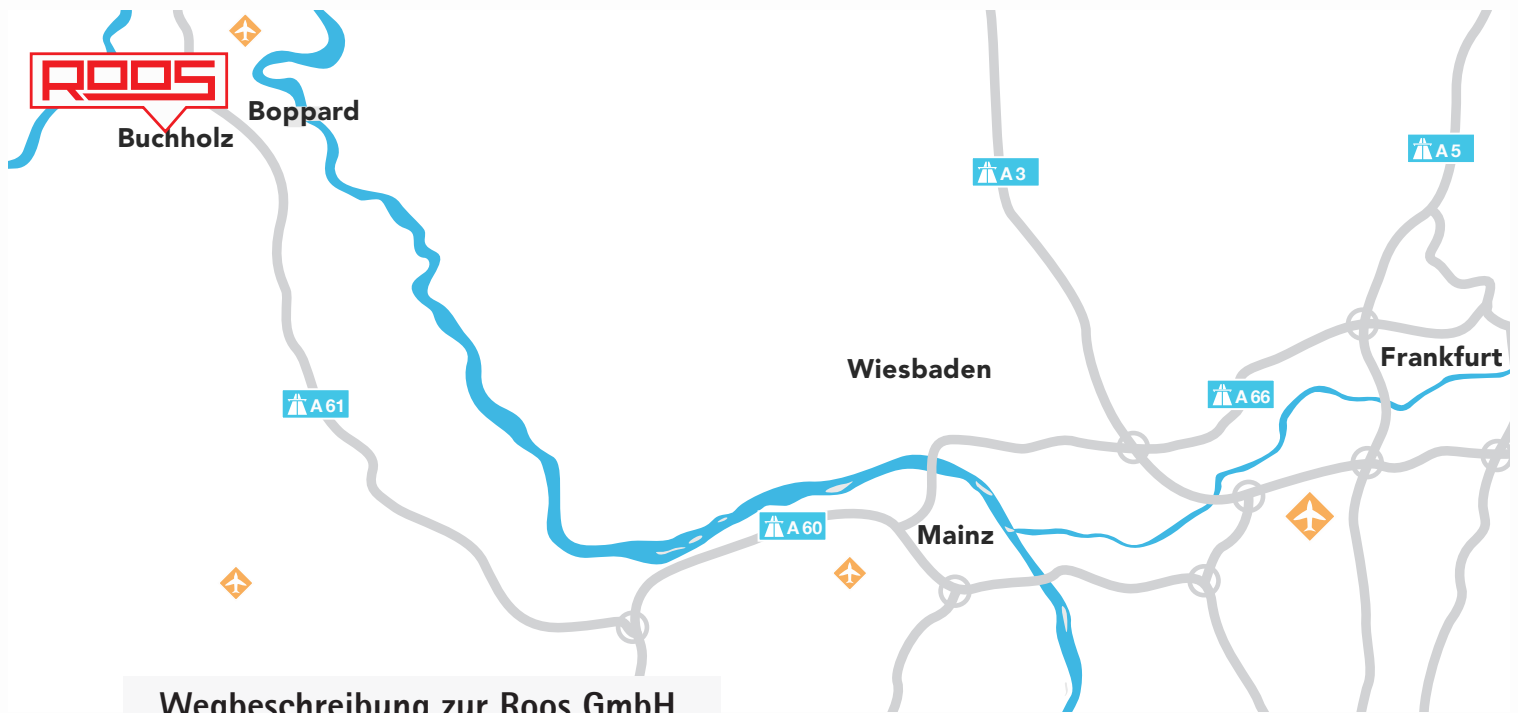 ROOS
Boppard
Buchholz
A 5
A 3
Frankfurt
Wiesbaden
A 66
A 61
A 60
Mainz
Wegbeschreibung zur Roos GmbH